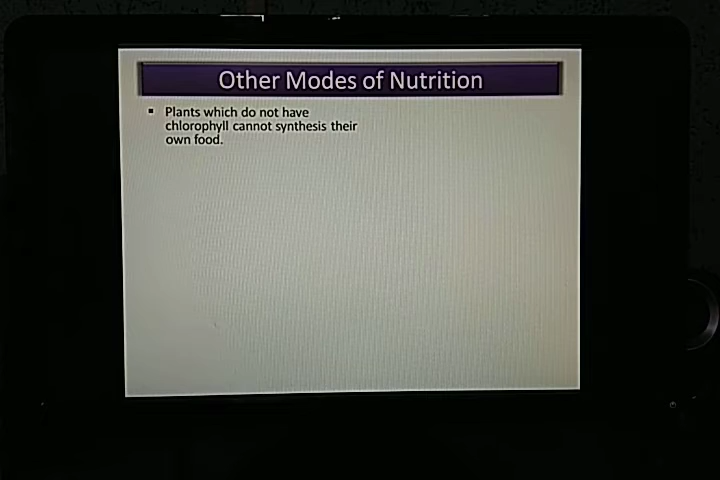 Other Modes of Nutrition
Plants which do not have
chlorophyll cannot synthesis their
own food.